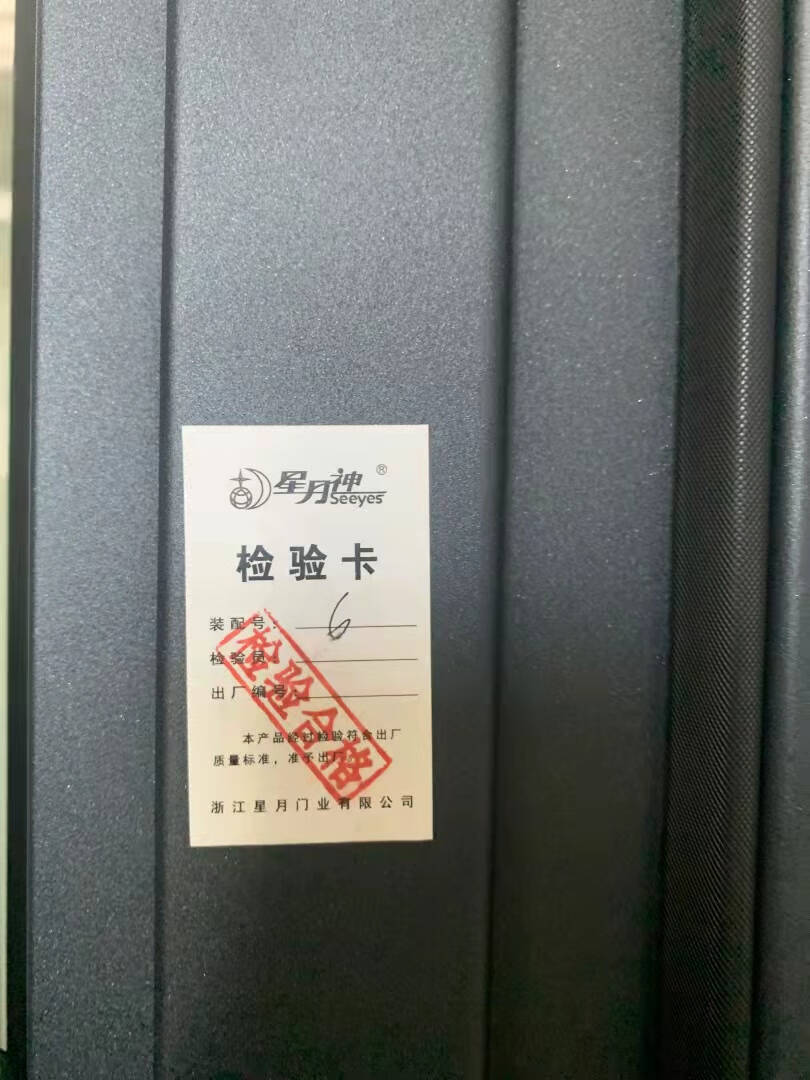 星月神®
Seeyes
检验卡
装配号：6
检验员：
出厂编号：
检验合格
本产品经过检验符合出厂
质量标准，准予出厂。
浙江星月门业有限公司